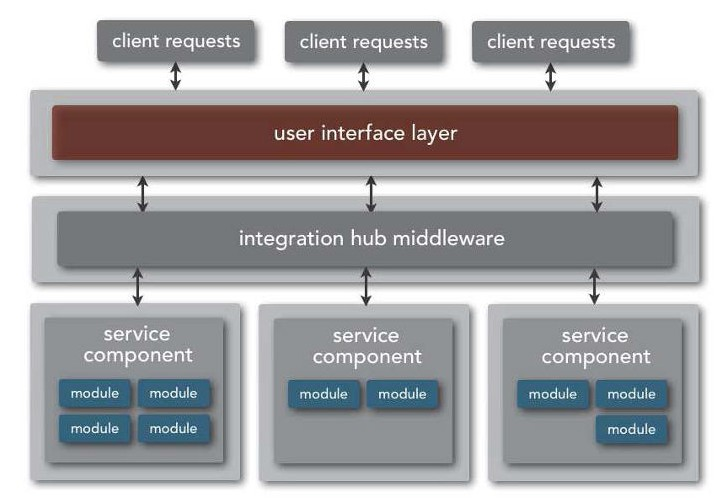 client requests
client requests
client requests
user interface layer
integration hub middleware
service
component
module
module
module
module
service
component
module
module
service
component
module
module
module